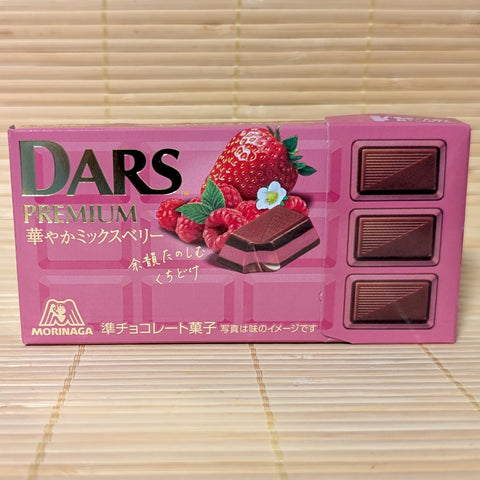 DARS
PREMIUM
華やかミックスベリー
余韻たのしむ
くちどけ
MORINAGA
準チョコレート菓子 写真は味のイメージです